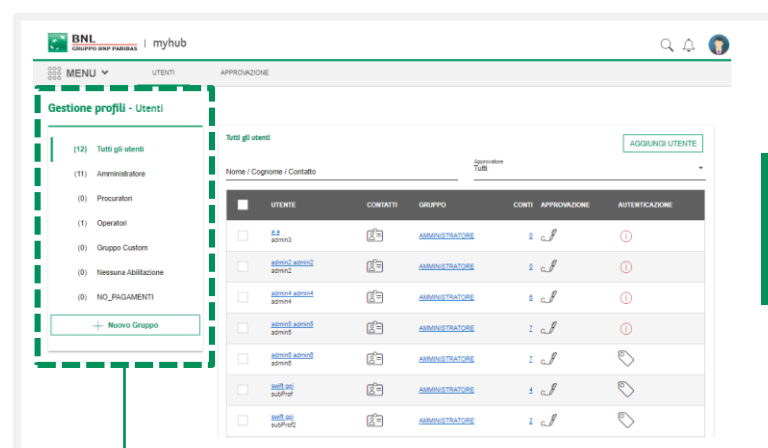 BNL
GRUPPO BNP PARIBAS
myhub
MENU
UTENTI
APPROVAZIONE
Gestione profili - Utenti
(12) Tutti gli utenti
(11) Amministratore
(0) Procuratori
(1) Operatori
(0) Gruppo Custom
(0) Nessuna Abilitazione
(0) NO_PAGAMENTI
+ Nuovo Gruppo
Tutti gli utenti
AGGIUNGI UTENTE
Nome / Cognome / Contatto
Approvatore
Tutti
UTENTE CONTATTI GRUPPO CONTI APPROVAZIONE AUTENTICAZIONE
a a AMMINISTRATORE 0
admin3
admin2 admin2 AMMINISTRATORE 0
admin2
admin4 admin4 AMMINISTRATORE 6
admin4
admin5 admin5 AMMINISTRATORE 7
admin5
admin6 admin6 AMMINISTRATORE 7
admin6
swift gpi AMMINISTRATORE 4
subProf
swift gpi AMMINISTRATORE 2
subProf2